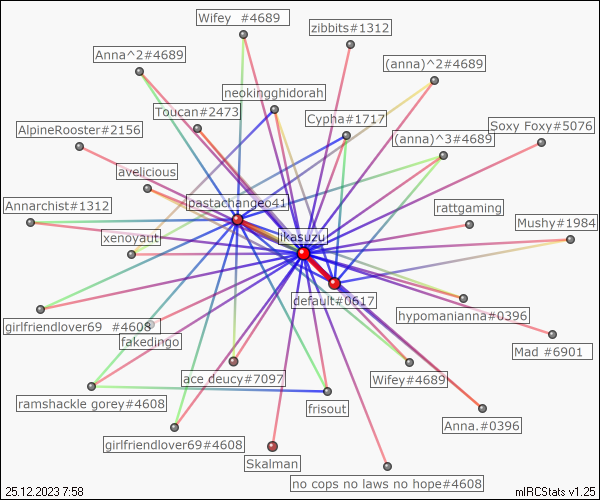 Wifey  #4689
zibbits#1312
Anna^2#4689
(anna)^2#4689
neokingghidorah
Toucan#2473
Cypha#1717
Soxy Foxy#5076
AlpineRooster#2156
(anna)^3#4689
avelicious
Annarchist#1312
pastachangeo41
rattgaming
Mushy#1984
xenoyaut
ikasuzu
default#0617
hypomanianna#0396
girlfriendlover69  #4608
fakedingo
Mad #6901
ace deucy#7097
Wifey#4689
ramshackle gorey#4608
frisout
Anna.#0396
girlfriendlover69#4608
Skalman
no cops no laws no hope#4608
25.12.2023 7:58
mIRCStats v1.25